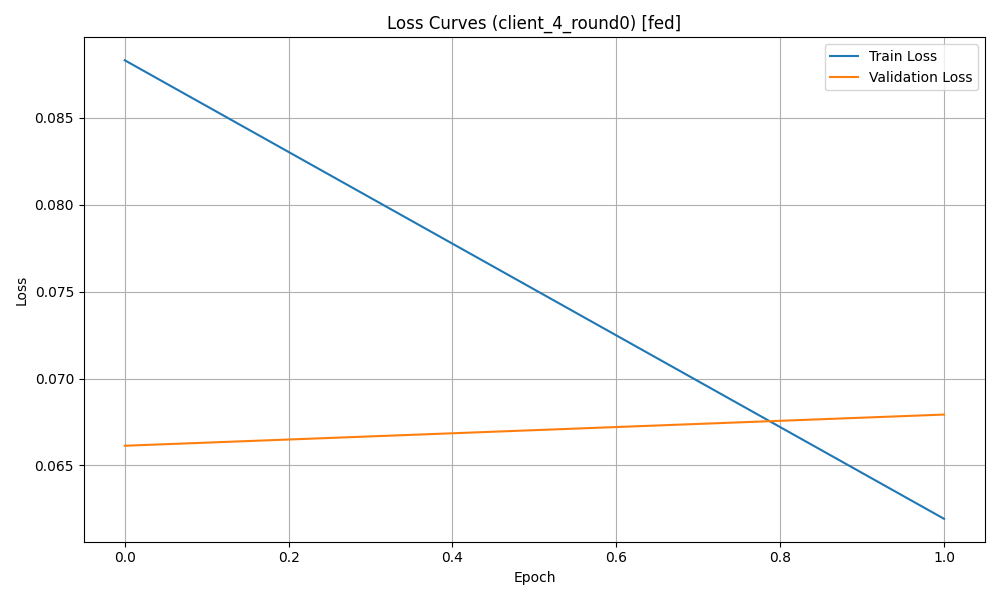 Loss Curves (client_4_round0) [fed]
Train Loss
Validation Loss
0.085
0.080
0.075
0.070
0.065
Loss
0.0 0.2 0.4 0.6 0.8 1.0
Epoch